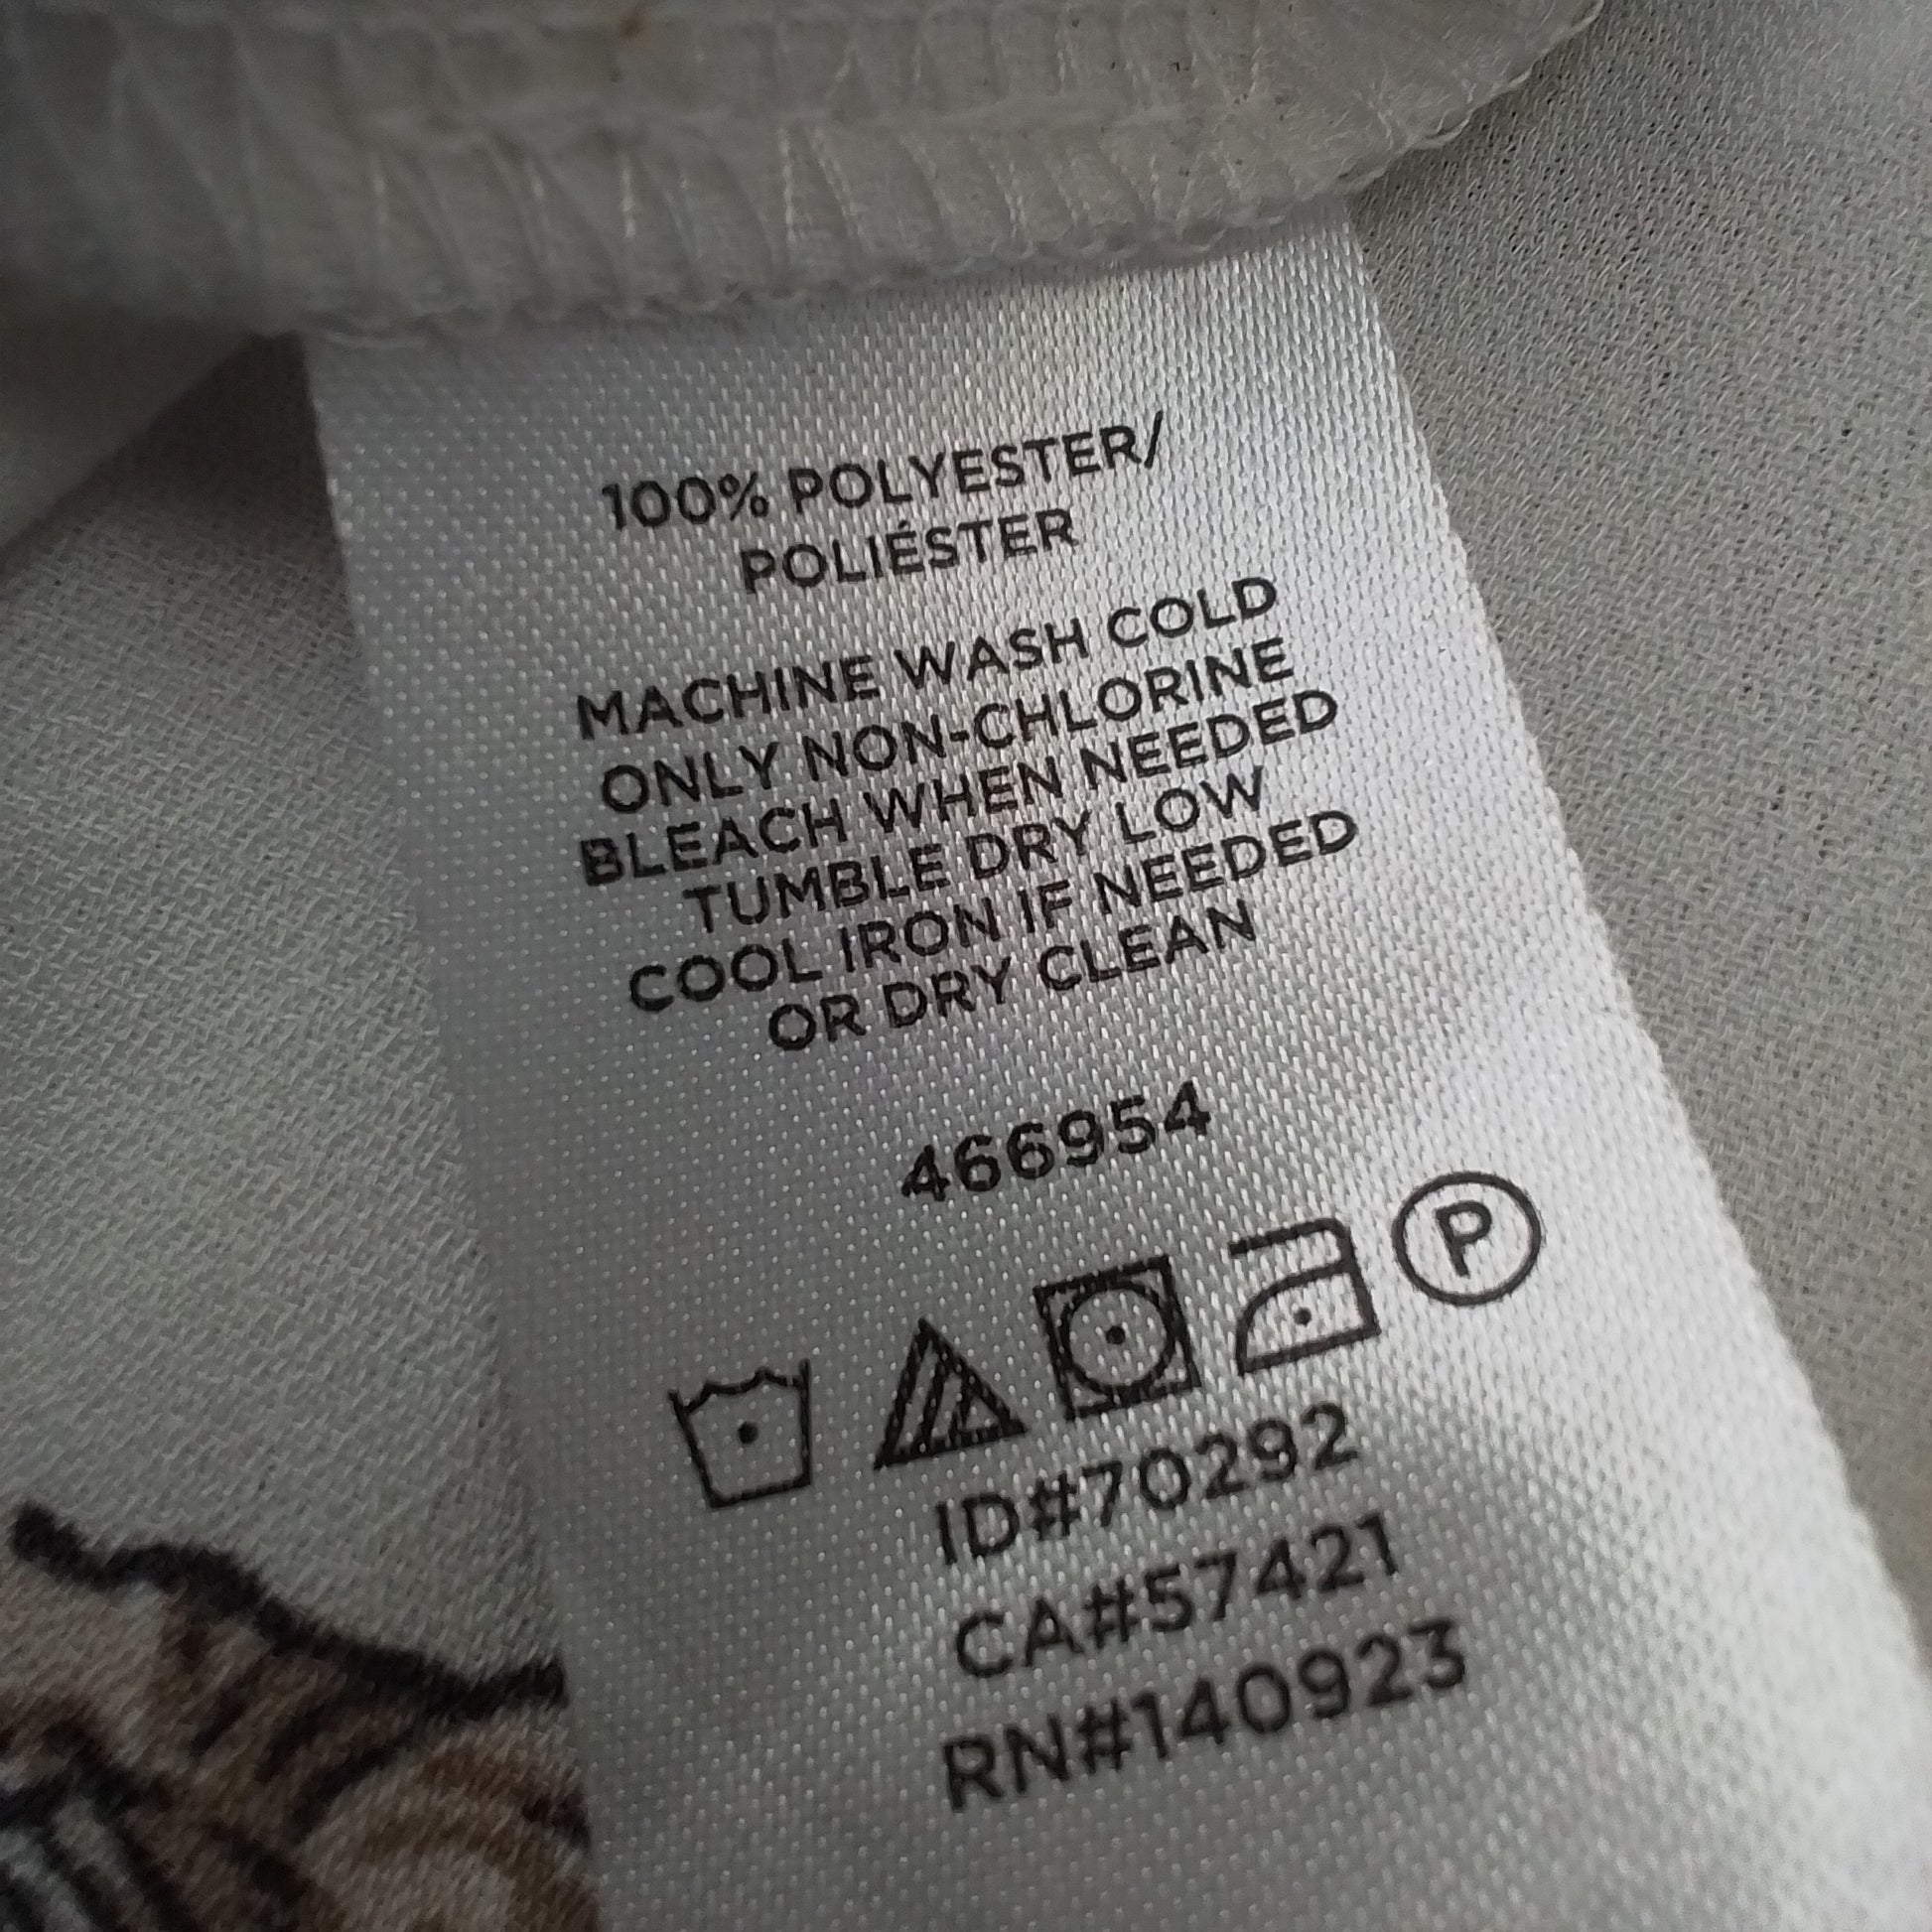 100% POLYESTER/
POLIÉSTER
MACHINE WASH COLD
ONLY NON-CHLORINE
BLEACH WHEN NEEDED
TUMBLE DRY LOW
COOL IRON IF NEEDED
OR DRY CLEAN
466954
P
ID#70292
CA#57421
RN#140923